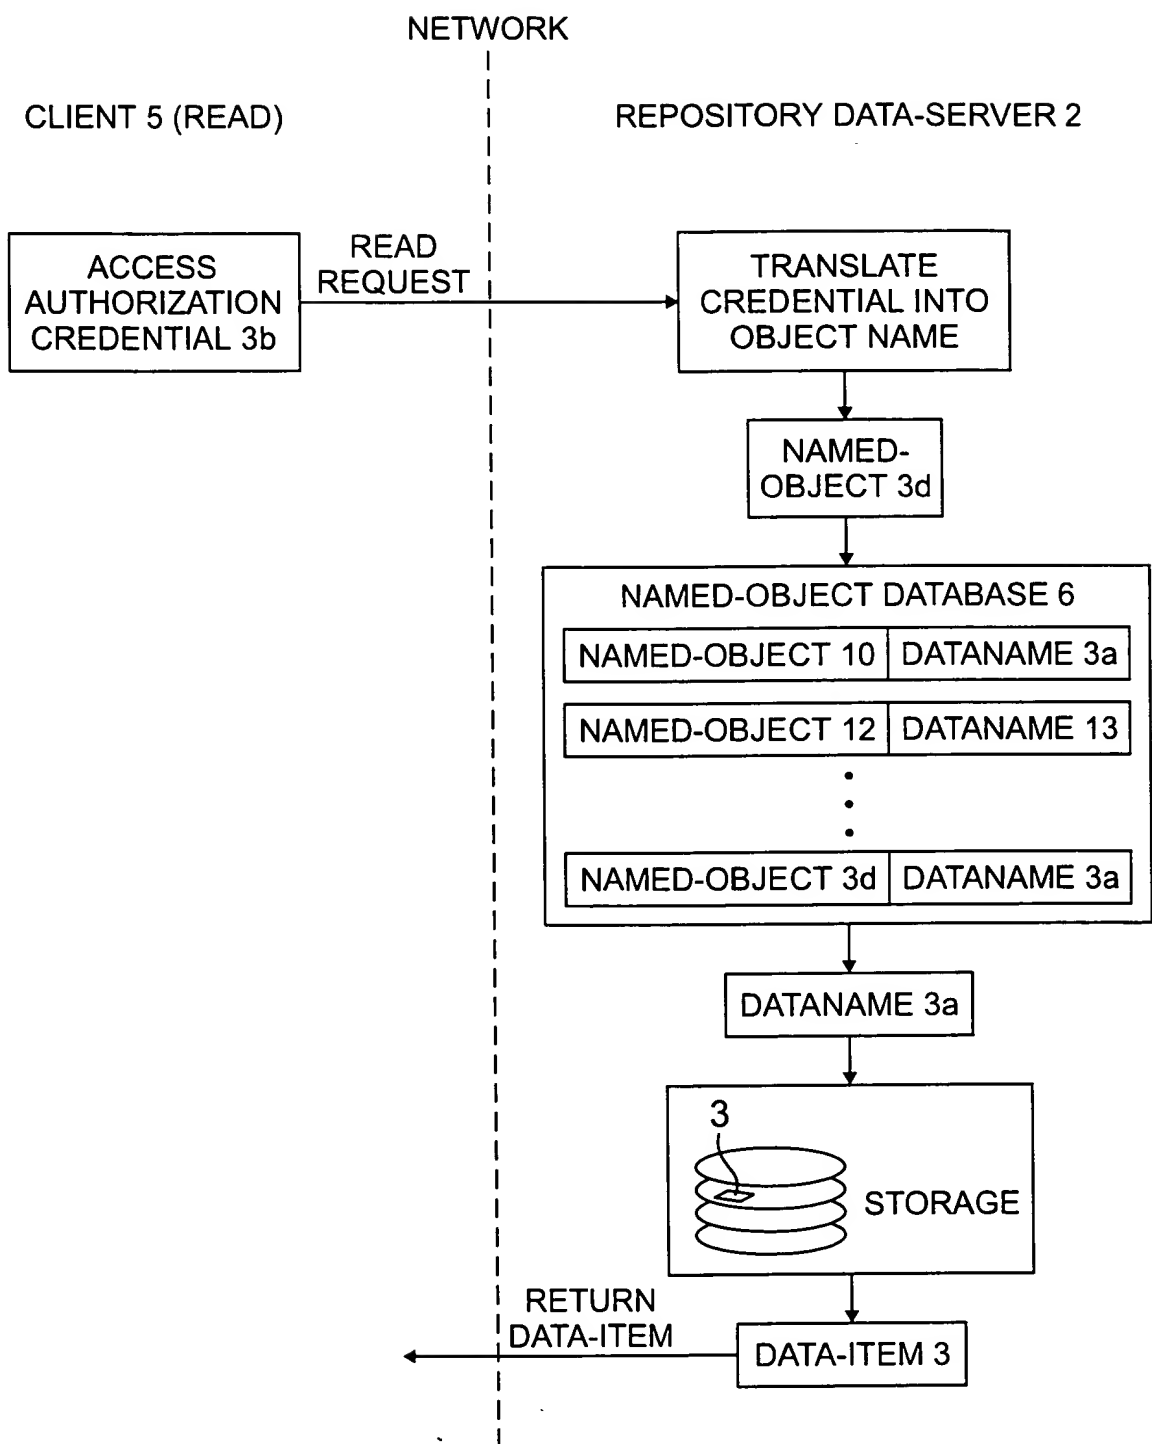 NETWORK
CLIENT 5 (READ)
REPOSITORY DATA-SERVER 2
ACCESS
AUTHORIZATION
CREDENTIAL 3b
READ
REQUEST
TRANSLATE
CREDENTIAL INTO
OBJECT NAME
NAMED-
OBJECT 3d
NAMED-OBJECT DATABASE 6
NAMED-OBJECT 10 DATANAME 3a
NAMED-OBJECT 12 DATANAME 13
NAMED-OBJECT 3d DATANAME 3a
DATANAME 3a
3
STORAGE
RETURN
DATA-ITEM
DATA-ITEM 3